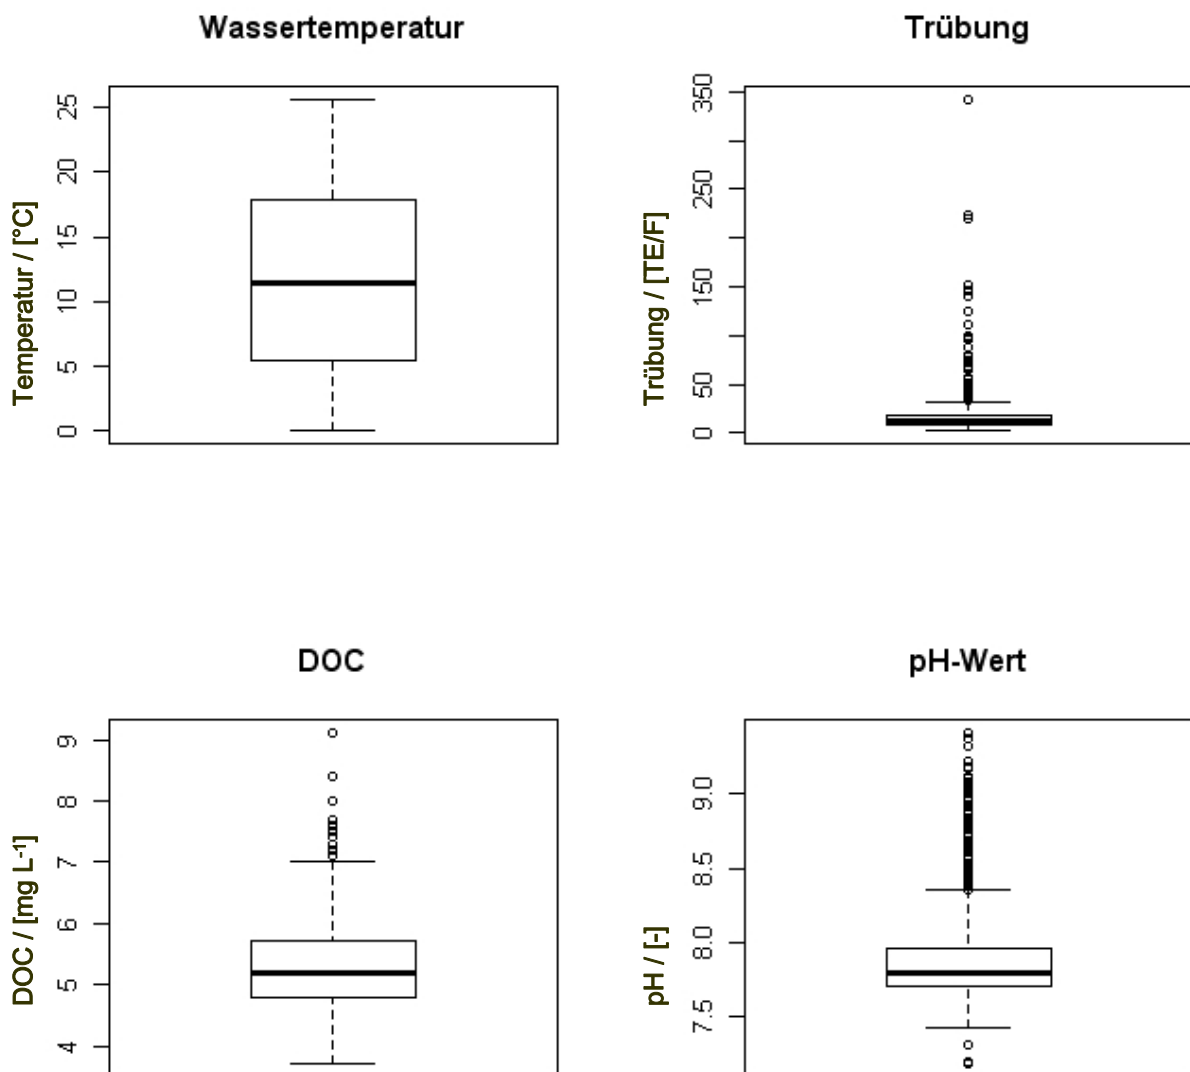 Wassertemperatur
Temperatur / [°C]
25
20
15
10
5
0
Trübung
Trübung / [TE/F]
350
250
150
50
0
DOC
DOC / [mg L⁻¹]
9
8
7
6
5
4
pH-Wert
pH / [-]
9.0
8.5
8.0
7.5